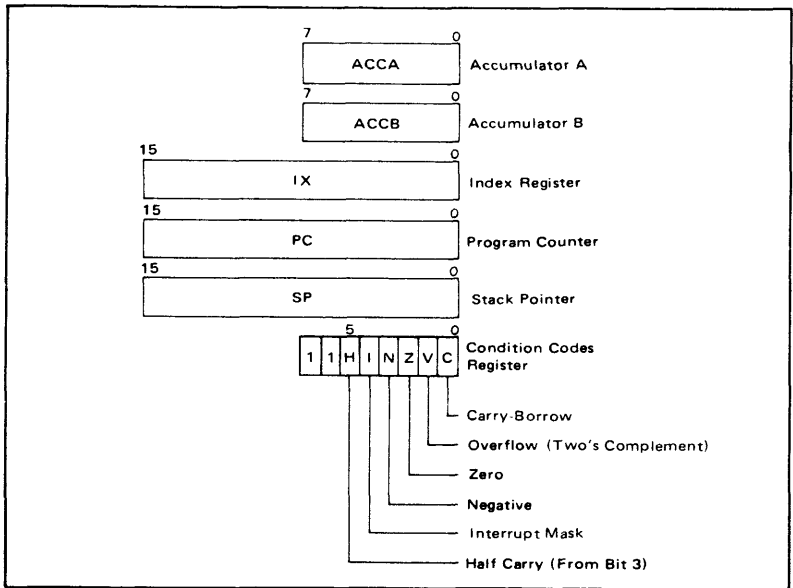 7 0
ACCA Accumulator A
7 0
ACCB Accumulator B
15 0
IX Index Register
15 0
PC Program Counter
15 0
SP Stack Pointer
5 0
1 1 H I N Z V C Condition Codes
Register
Carry-Borrow
Overflow (Two's Complement)
Zero
Negative
Interrupt Mask
Half Carry (From Bit 3)